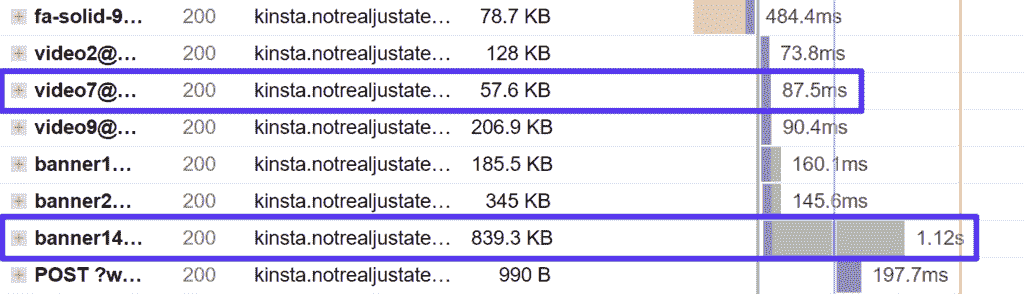 fa-solid-9... 200 kinsta.notrealjustate... 78.7 KB 484.4ms
video2@... 200 kinsta.notrealjustate... 128 KB 73.8ms
video7@... 200 kinsta.notrealjustate... 57.6 KB 87.5ms
video9@... 200 kinsta.notrealjustate... 206.9 KB 90.4ms
banner1... 200 kinsta.notrealjustate... 185.5 KB 160.1ms
banner2... 200 kinsta.notrealjustate... 345 KB 145.6ms
banner14... 200 kinsta.notrealjustate... 839.3 KB 1.12s
POST ?w... 200 kinsta.notrealjustate... 990 B 197.7ms